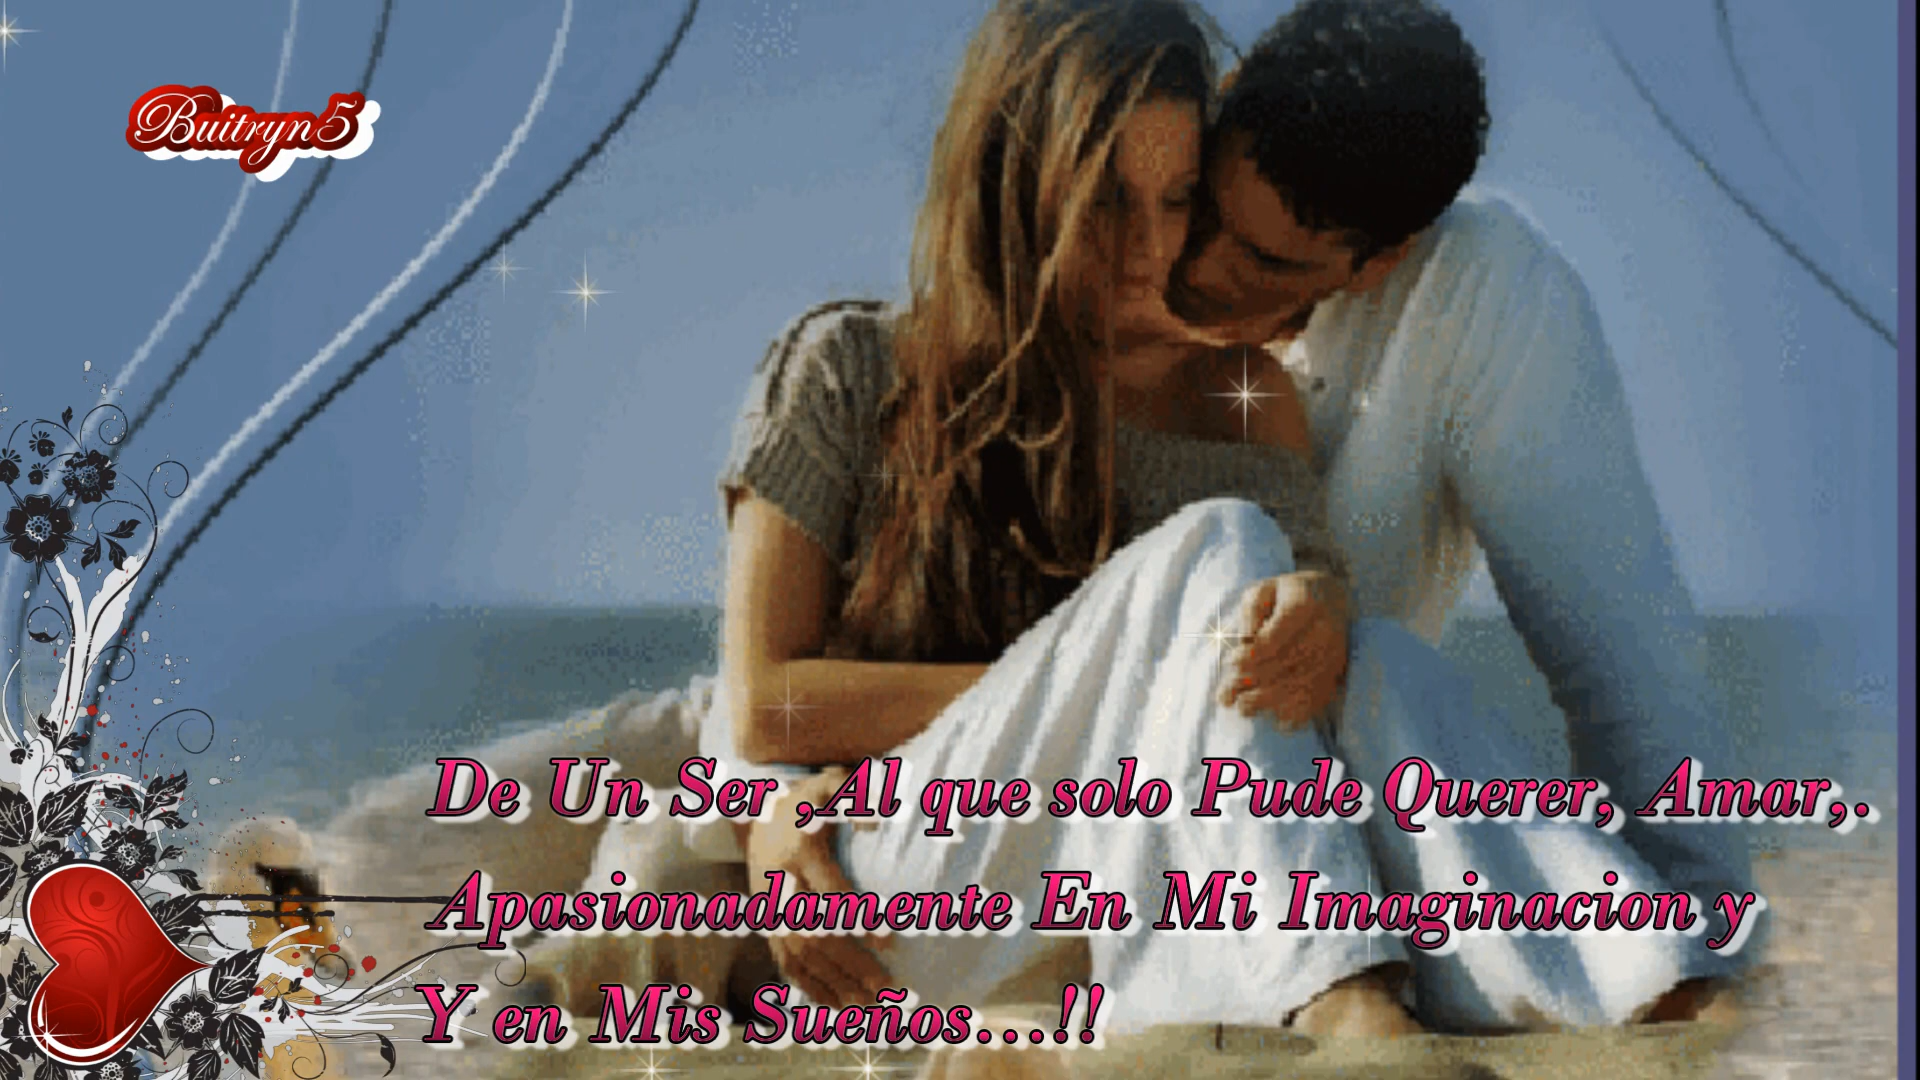 Buitryn5
De Un Ser ,Al que solo Pude Querer, Amar,.
Apasionadamente En Mi Imaginacion y
Y en Mis Sueños...!!